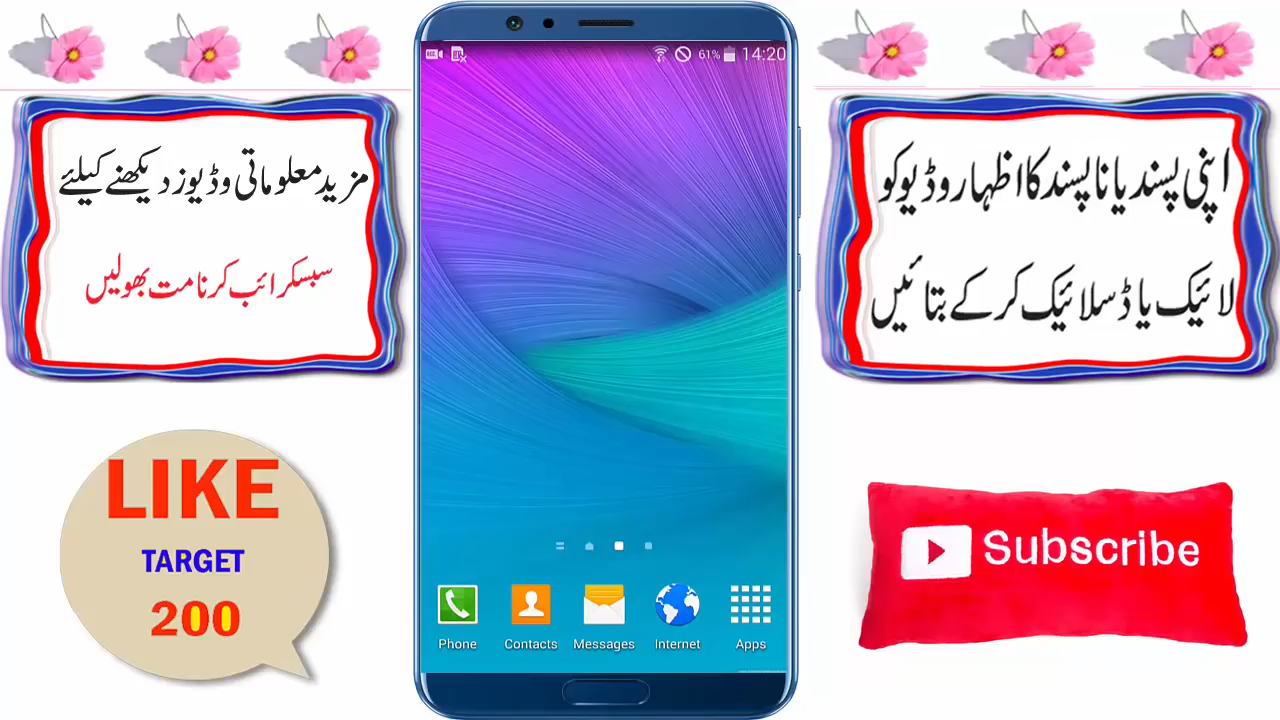 مزید معلوماتی وڈیوز دیکھنے کیلئے
سبسکرائب کرنا مت بھولیں
LIKE
TARGET
200
61% 14:20
Phone Contacts Messages Internet Apps
اپنی پسند یا ناپسند کا اظہار وڈیو کو
لائیک یا ڈسلائیک کر کے بتائیں
Subscribe